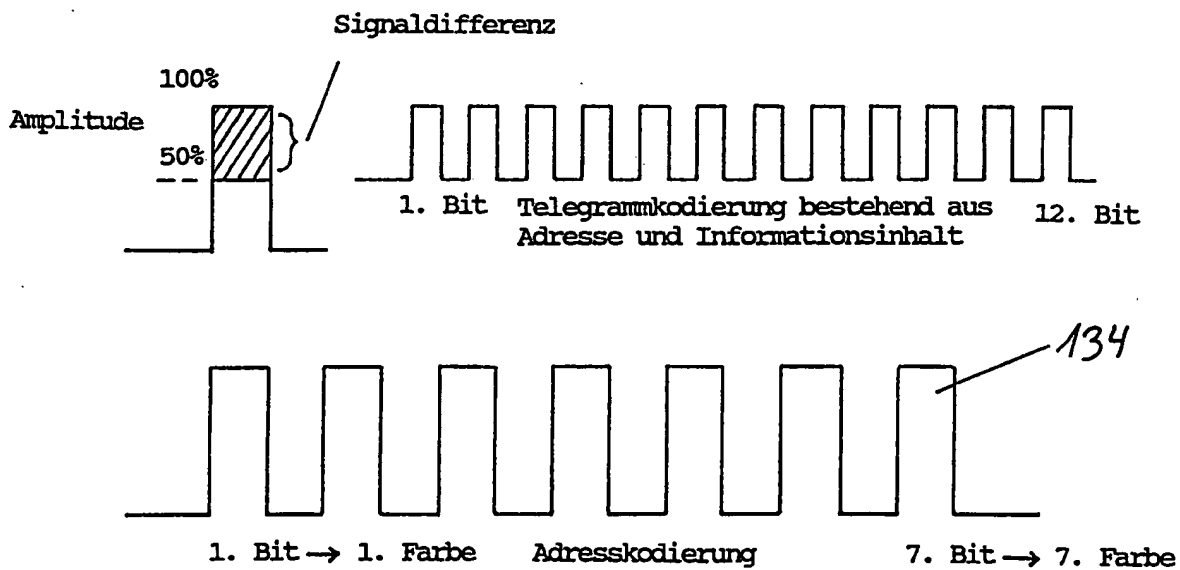 Signaldifferenz
100%
Amplitude
50%
1. Bit
Telegrammkodierung bestehend aus
Adresse und Informationsinhalt
12. Bit
134
1. Bit → 1. Farbe
Adresskodierung
7. Bit → 7. Farbe